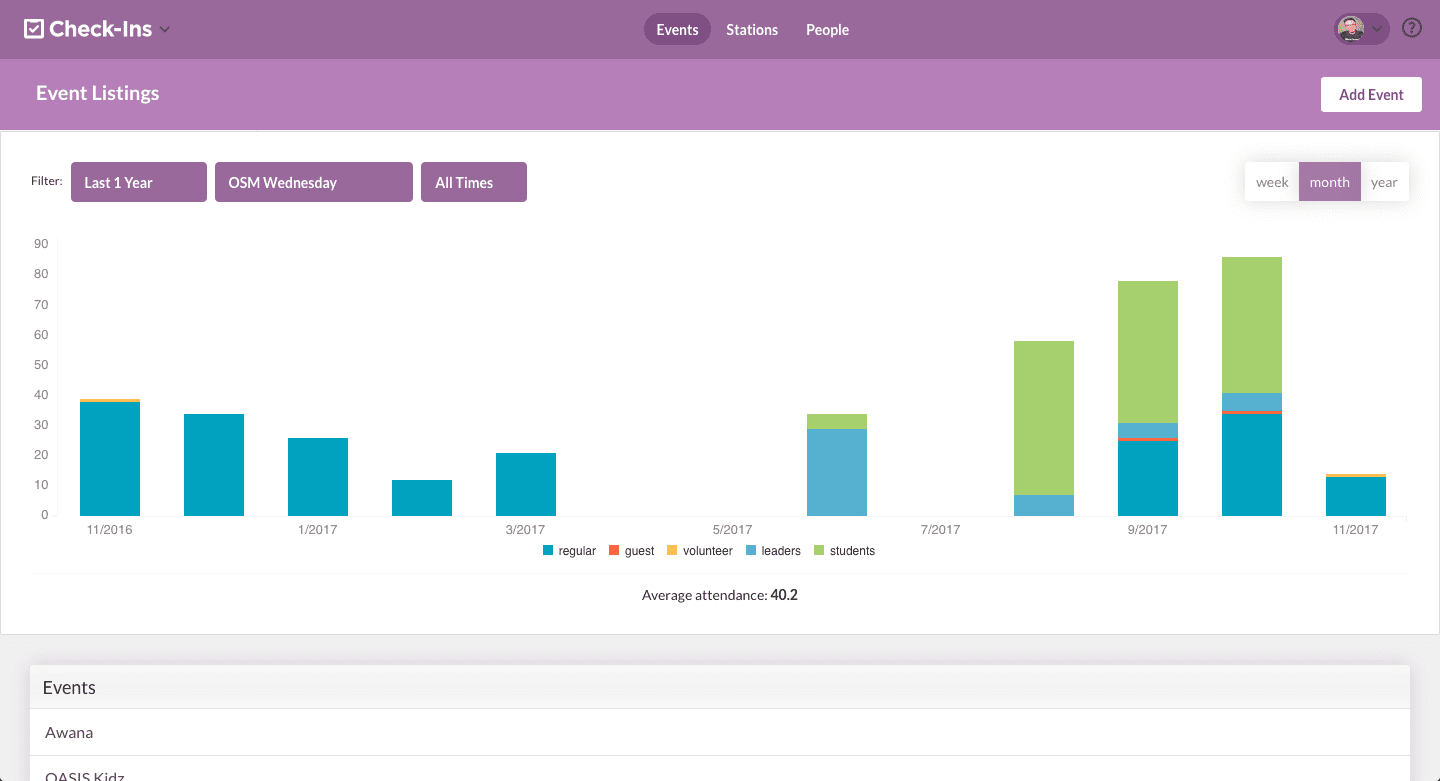 Check-Ins
Events Stations People
Event Listings
Add Event
Filter: Last 1 Year OSM Wednesday All Times
week month year
90
80
70
60
50
40
30
20
10
0
11/2016 1/2017 3/2017 5/2017 7/2017 9/2017 11/2017
regular guest volunteer leaders students
Average attendance: 40.2
Events
Awana
OASIS Kidz